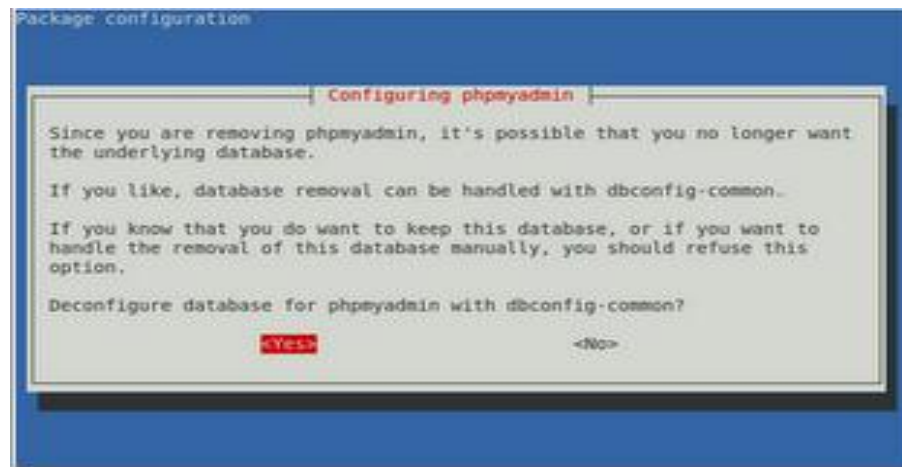 Package configuration
Configuring phpmyadmin
Since you are removing phpmyadmin, it's possible that you no longer want
the underlying database.
If you like, database removal can be handled with dbconfig-common.
If you know that you do want to keep this database, or if you want to
handle the removal of this database manually, you should refuse this
option.
Deconfigure database for phpmyadmin with dbconfig-common?
<Yes> <No>